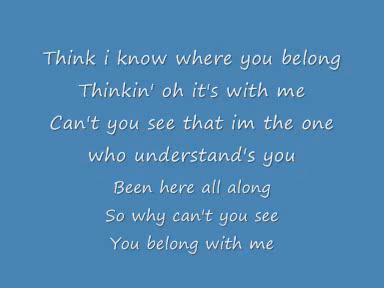 Think i know where you belong
Thinkin' oh it's with me
Can't you see that im the one
who understand's you
Been here all along
So why can't you see
You belong with me